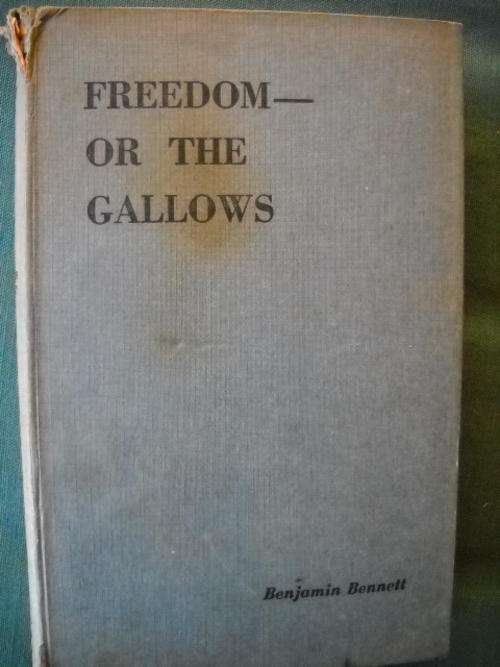 FREEDOM—
OR THE
GALLOWS
Benjamin Bennett